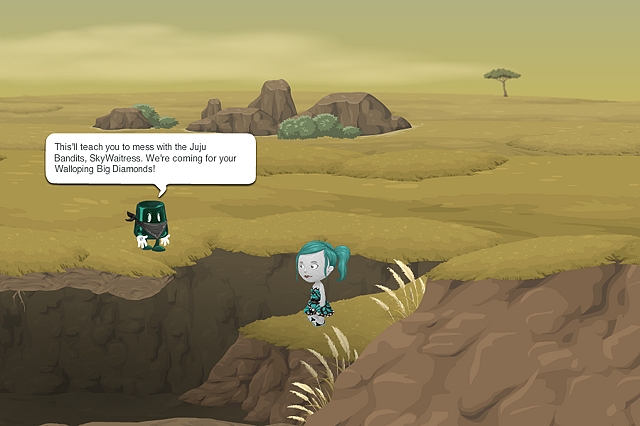 This'll teach you to mess with the Juju
Bandits, SkyWaitress. We're coming for your
Walloping Big Diamonds!